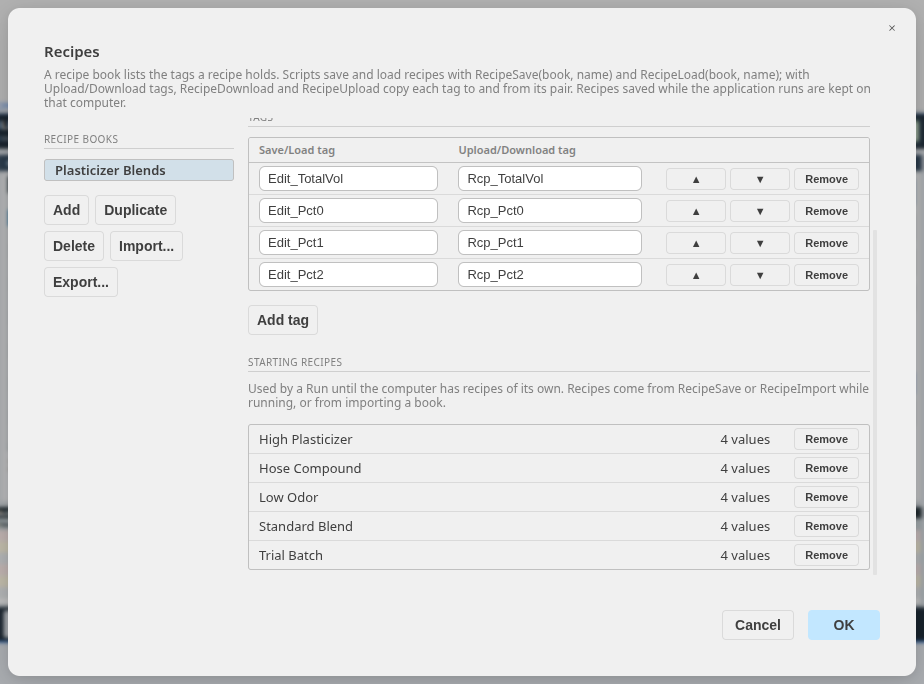 ×
Recipes
A recipe book lists the tags a recipe holds. Scripts save and load recipes with RecipeSave(book, name) and RecipeLoad(book, name); with
Upload/Download tags, RecipeDownload and RecipeUpload copy each tag to and from its pair. Recipes saved while the application runs are kept on
that computer.
RECIPE BOOKS
Plasticizer Blends
Add Duplicate
Delete Import...
Export...
TAGS
Save/Load tag Upload/Download tag
Edit_TotalVol Rcp_TotalVol ▲ ▼ Remove
Edit_Pct0 Rcp_Pct0 ▲ ▼ Remove
Edit_Pct1 Rcp_Pct1 ▲ ▼ Remove
Edit_Pct2 Rcp_Pct2 ▲ ▼ Remove
Add tag
STARTING RECIPES
Used by a Run until the computer has recipes of its own. Recipes come from RecipeSave or RecipeImport while
running, or from importing a book.
High Plasticizer 4 values Remove
Hose Compound 4 values Remove
Low Odor 4 values Remove
Standard Blend 4 values Remove
Trial Batch 4 values Remove
Cancel OK